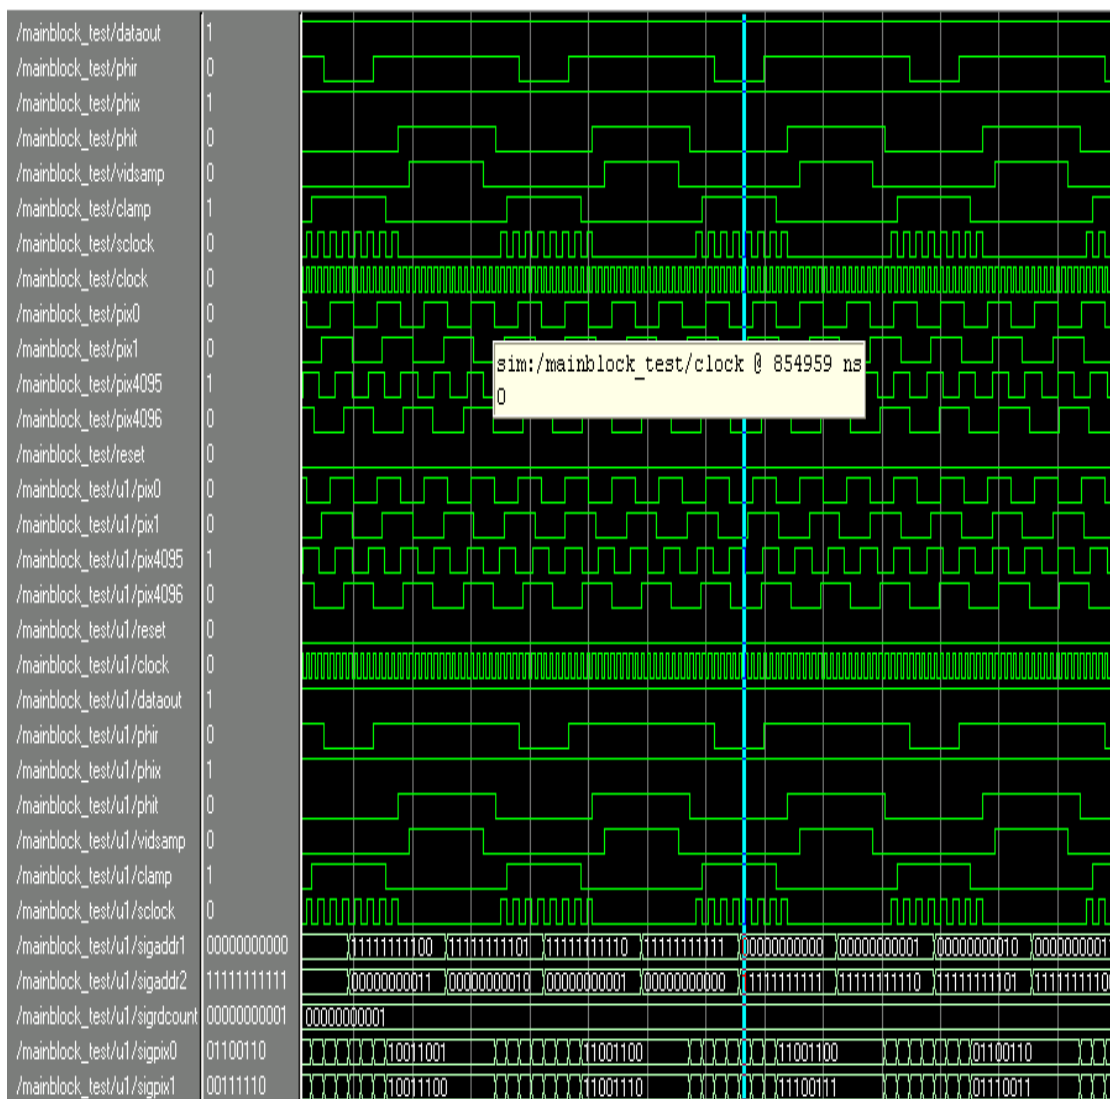 /mainblock_test/dataout 1
/mainblock_test/phir 0
/mainblock_test/phix 1
/mainblock_test/phit 0
/mainblock_test/vidsamp 0
/mainblock_test/clamp 1
/mainblock_test/sclock 0
/mainblock_test/clock 0
/mainblock_test/pix0 0
/mainblock_test/pix1 0
sim:/mainblock_test/clock @ 854959 ns
0
/mainblock_test/pix4095 1
/mainblock_test/pix4096 0
/mainblock_test/reset 0
/mainblock_test/u1/pix0 0
/mainblock_test/u1/pix1 0
/mainblock_test/u1/pix4095 1
/mainblock_test/u1/pix4096 0
/mainblock_test/u1/reset 0
/mainblock_test/u1/clock 0
/mainblock_test/u1/dataout 1
/mainblock_test/u1/phir 0
/mainblock_test/u1/phix 1
/mainblock_test/u1/phit 0
/mainblock_test/u1/vidsamp 0
/mainblock_test/u1/clamp 1
/mainblock_test/u1/sclock 0
/mainblock_test/u1/sigaddr1 00000000000 11111111100 11111111101 11111111110 11111111111 00000000000 00000000001 00000000010 0000000001
/mainblock_test/u1/sigaddr2 11111111111 00000000011 00000000010 00000000001 00000000000 11111111111 11111111110 11111111101 1111111110
/mainblock_test/u1/sigrdcount 00000000001 00000000001
/mainblock_test/u1/sigpix0 01100110 10011001 11001100 11001100 01100110
/mainblock_test/u1/sigpix1 00111110 10011100 11001110 11100111 01110011